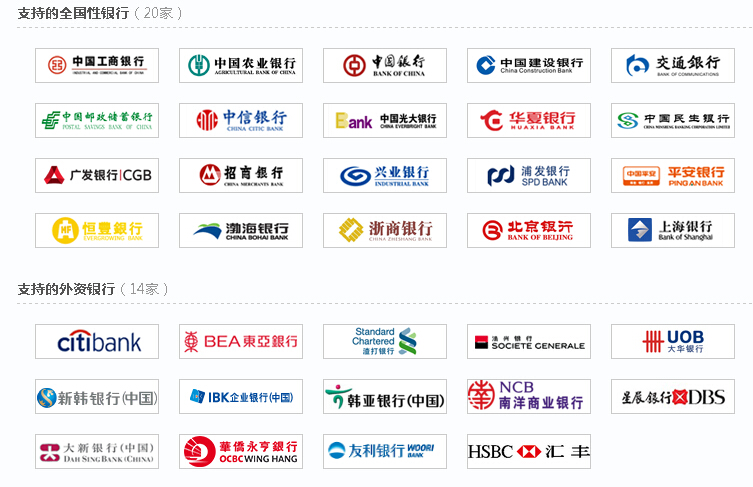 支持的全国性银行（20家）
中国工商银行
INDUSTRIAL AND COMMERCIAL BANK OF CHINA
中国农业银行
AGRICULTURAL BANK OF CHINA
中国银行
BANK OF CHINA
中国建设银行
China Construction Bank
交通银行
BANK OF COMMUNICATIONS
中国邮政储蓄银行
POSTAL SAVINGS BANK OF CHINA
中信银行
CHINA CITIC BANK
Bank
中国光大银行
CHINA EVERBRIGHT BANK
华夏银行
HUAXIA BANK
中国民生银行
CHINA MINSHENG BANKING CORPORATION LIMITED
广发银行|CGB
招商银行
CHINA MERCHANTS BANK
兴业银行
INDUSTRIAL BANK
浦发银行
SPD BANK
中国平安
平安银行
PING AN BANK
恒豐銀行
EVERGROWING BANK
渤海银行
CHINA BOHAI BANK
浙商银行
CHINA ZHESHANG BANK
北京银行
BANK OF BEIJING
上海银行
Bank of Shanghai
支持的外资银行（14家）
citibank
BEA東亞銀行
Standard
Chartered
渣打银行
法兴银行
SOCIETE GENERALE
UOB
大华银行
新韩银行(中国)
IBK企业银行(中国)
韩亚银行(中国)
NCB
南洋商业银行
星辰银行 DBS
大新银行(中国)
DAH SING BANK (CHINA)
華僑永亨銀行
OCBC WING HANG
友利银行 WOORI BANK
HSBC 汇丰